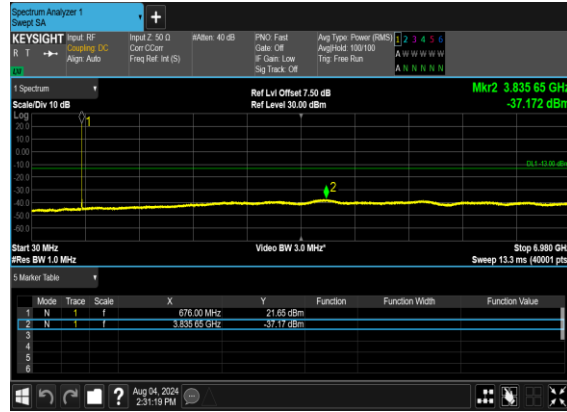 Spectrum Analyzer 1
Swept SA
+
KEYSIGHT Input: RF Input Z: 50 Ω #Atten: 40 dB PNO: Fast Avg Type: Power (RMS) 1 2 3 4 5 6
R T Coupling: DC Corr CCorr Gate: Off Avg|Hold: 100/100 A W W W W W
Align: Auto Freq Ref: Int (S) IF Gain: Low Trig: Free Run
Sig Track: Off A N N N N N
1 Spectrum Ref Lvl Offset 7.50 dB Mkr2 3.835 65 GHz
Scale/Div 10 dB Ref Level 30.00 dBm -37.172 dBm
Log
1
20.0
10.0
0.00
-10.0
DL1 -13.00 dBm
-20.0
-30.0
2
-40.0
-50.0
-60.0
Start 30 MHz Video BW 3.0 MHz* Stop 6.980 GHz
#Res BW 1.0 MHz Sweep 13.3 ms (40001 pts)
5 Marker Table
Mode Trace Scale X Y Function Function Width Function Value
1 N 1 f 676.00 MHz 21.65 dBm
2 N 1 f 3.835 65 GHz -37.17 dBm
3
4
5
6
? Aug 04, 2024
2:31:19 PM